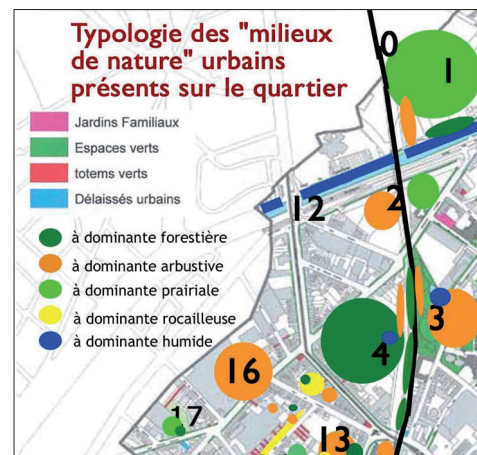 Typologie des "milieux
de nature" urbains
présents sur le quartier
Jardins Familiaux
Espaces verts
totems verts
Délaissés urbains
à dominante forestière
à dominante arbustive
à dominante prairiale
à dominante rocailleuse
à dominante humide
0
1
2
12
3
4
16
17
13